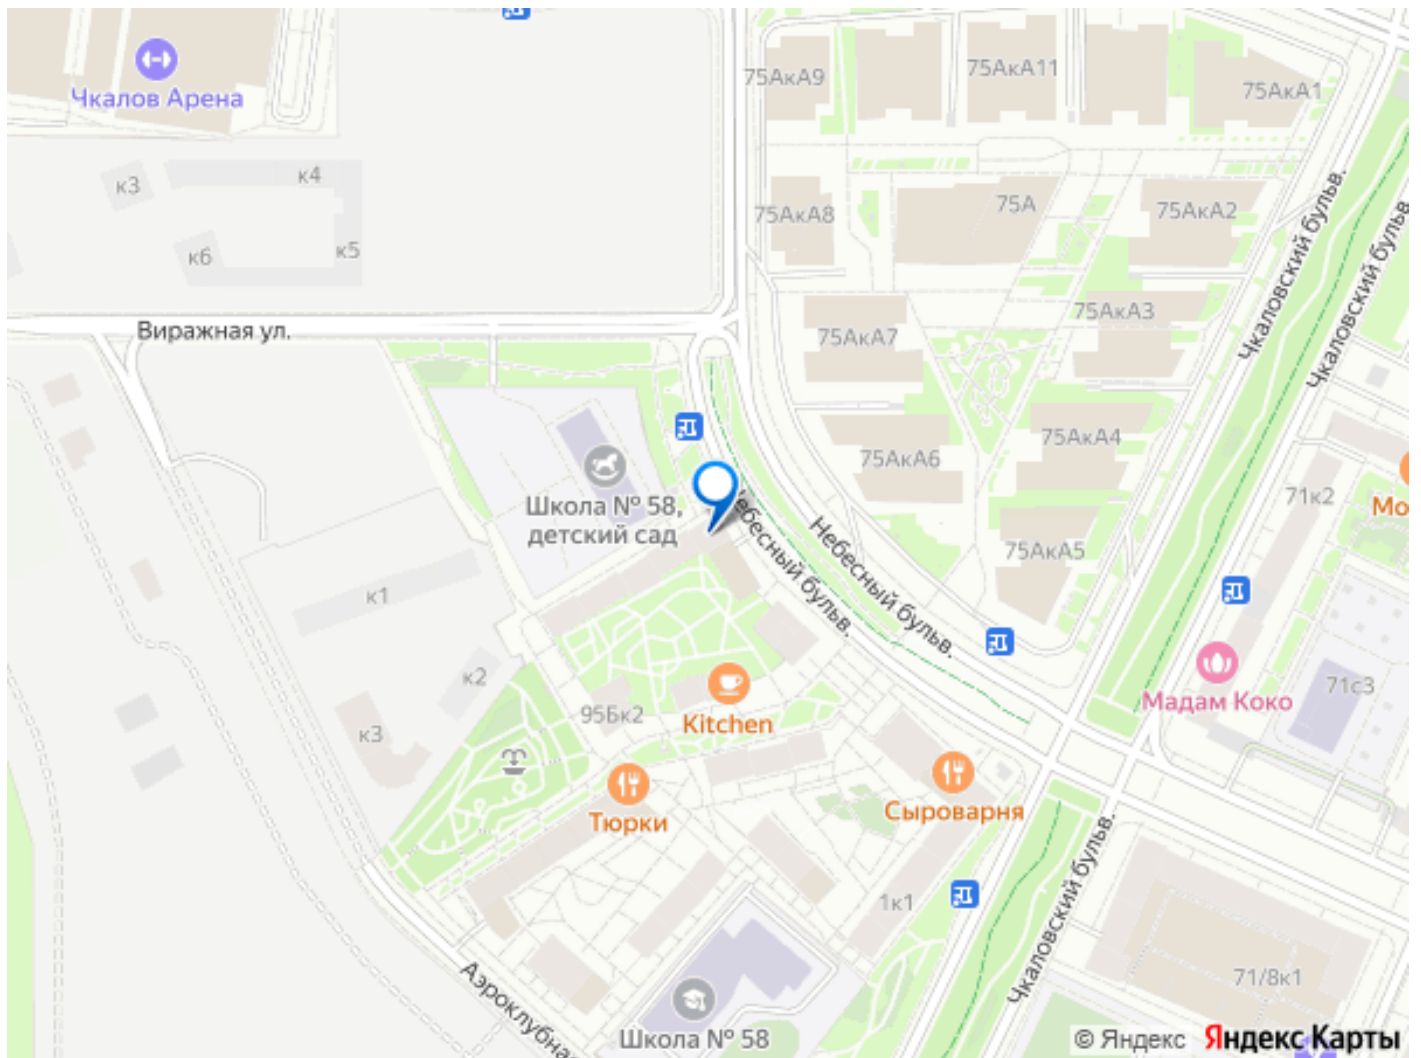 Чкалов Арена
75АкА9
75АкА11
75АкА1
к3
к4
к6
к5
75АкА8
75А
75АкА2
Чкаловский бульв.
Чкаловский бульв.
Виражная ул.
75АкА7
75АкА3
75АкА6
75АкА4
71к2
Школа № 58,
детский сад
Небесный бульв.
Небесный бульв.
75АкА5
к1
к2
к3
95Бк2
Kitchen
Мадам Коко
71с3
Тюрки
Сыроварня
1к1
Чкаловский бульв.
71/8к1
Аэроклубная
Школа № 58
© Яндекс Яндекс Карты